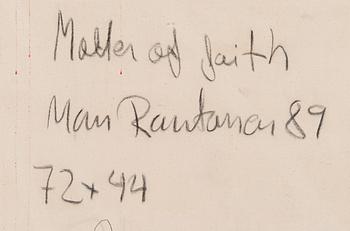 Matter of faith
Mari Rantanen 89
72x44